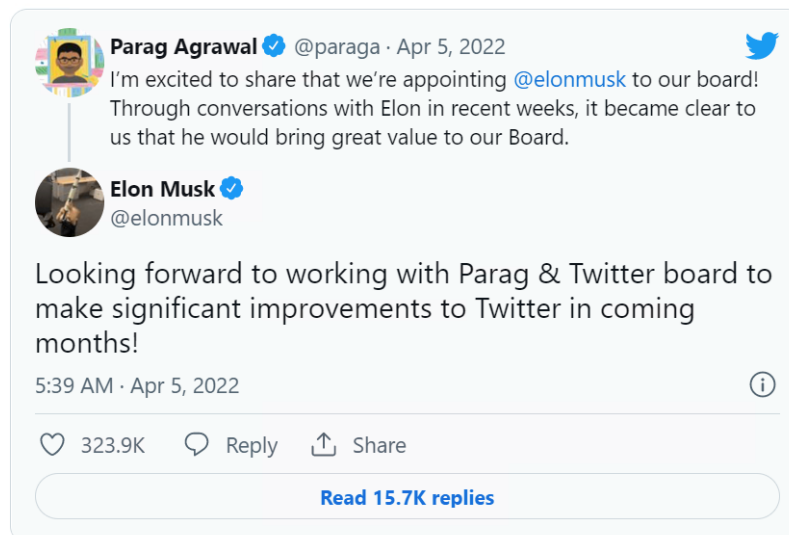 Parag Agrawal @paraga · Apr 5, 2022
I'm excited to share that we're appointing @elonmusk to our board!
Through conversations with Elon in recent weeks, it became clear to
us that he would bring great value to our Board.
Elon Musk
@elonmusk
Looking forward to working with Parag & Twitter board to
make significant improvements to Twitter in coming
months!
5:39 AM · Apr 5, 2022
323.9K Reply Share
Read 15.7K replies